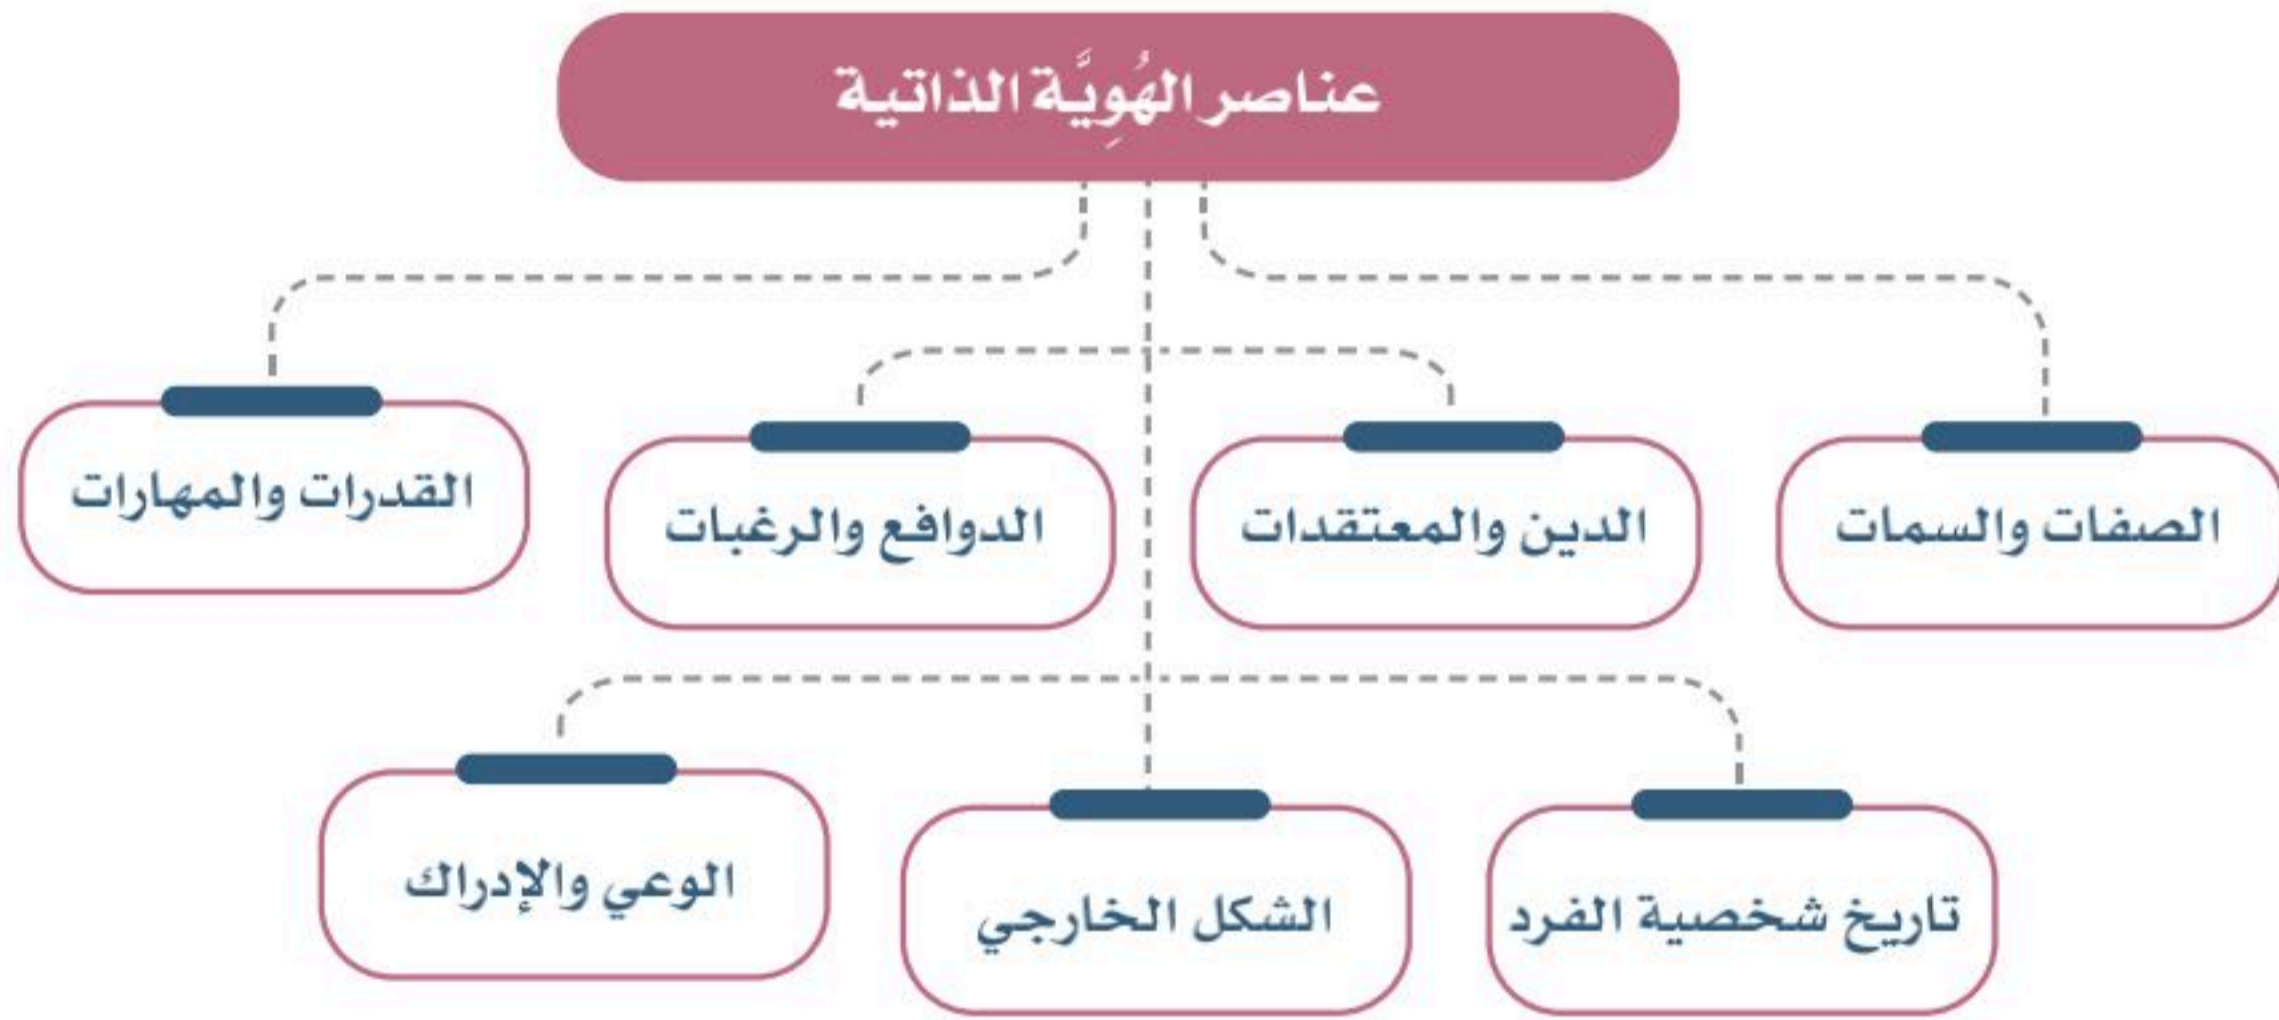 عناصر الهُوِيَّة الذاتية
الصفات والسمات
الدين والمعتقدات
الدوافع والرغبات
القدرات والمهارات
تاريخ شخصية الفرد
الشكل الخارجي
الوعي والإدراك